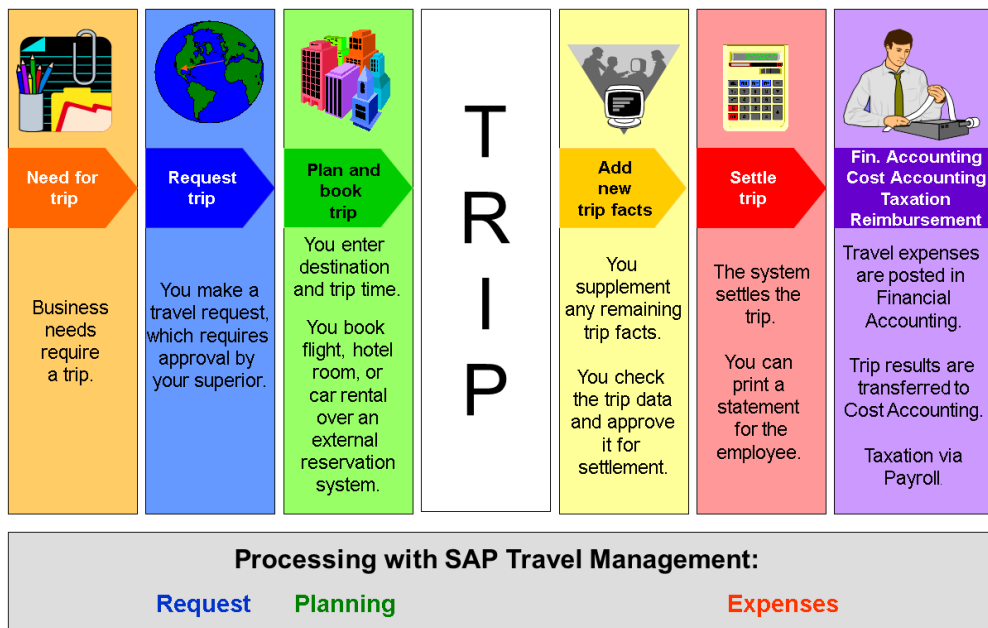 Need for
trip
Business
needs
require
a trip.
Request
trip
You make a
travel request,
which requires
approval by
your superior.
Plan and
book
trip
You enter
destination
and trip time.
You book
flight, hotel
room, or
car rental
over an
external
reservation
system.
T
R
I
P
Add
new
trip facts
You
supplement
any remaining
trip facts.
You check
the trip data
and approve
it for
settlement.
Settle
trip
The system
settles the
trip.
You can
print a
statement
for the
employee.
Fin. Accounting
Cost Accounting
Taxation
Reimbursement
Travel expenses
are posted in
Financial
Accounting.
Trip results are
transferred to
Cost Accounting.
Taxation via
Payroll
Processing with SAP Travel Management:
Request Planning Expenses